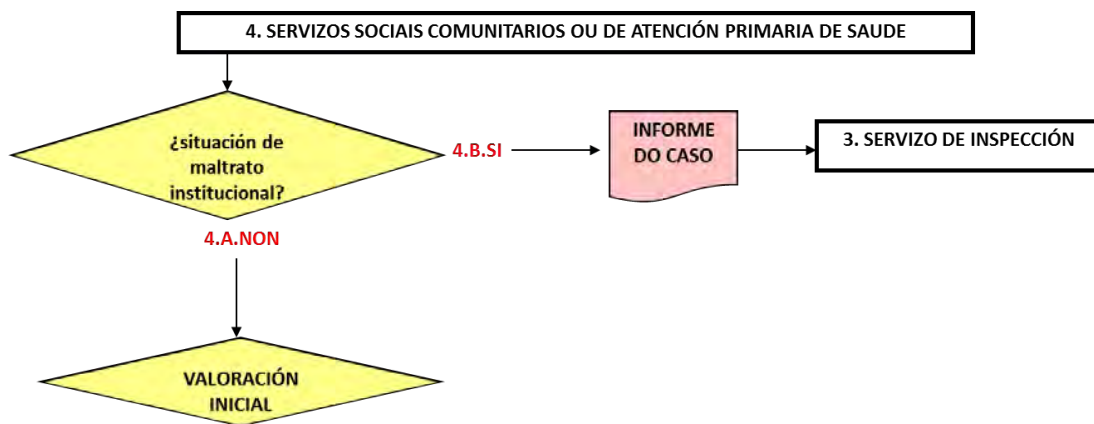 4. SERVIZOS SOCIAIS COMUNITARIOS OU DE ATENCIÓN PRIMARIA DE SAUDE
¿situación de
maltrato
institucional?
4.B.SI
INFORME
DO CASO
3. SERVIZO DE INSPECCIÓN
4.A.NON
VALORACIÓN
INICIAL